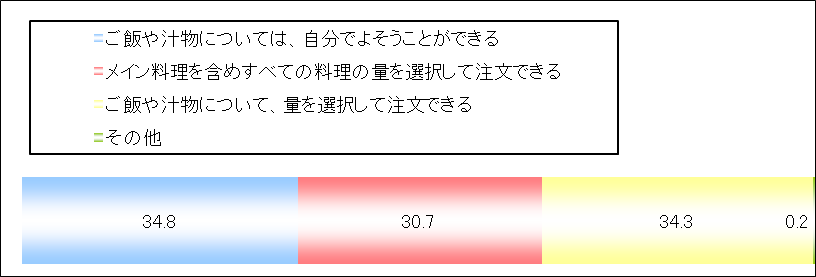 ご飯や汁物については、自分でよそうことができる
メイン料理を含めすべての料理の量を選択して注文できる
ご飯や汁物について、量を選択して注文できる
その他
34.8 30.7 34.3 0.2